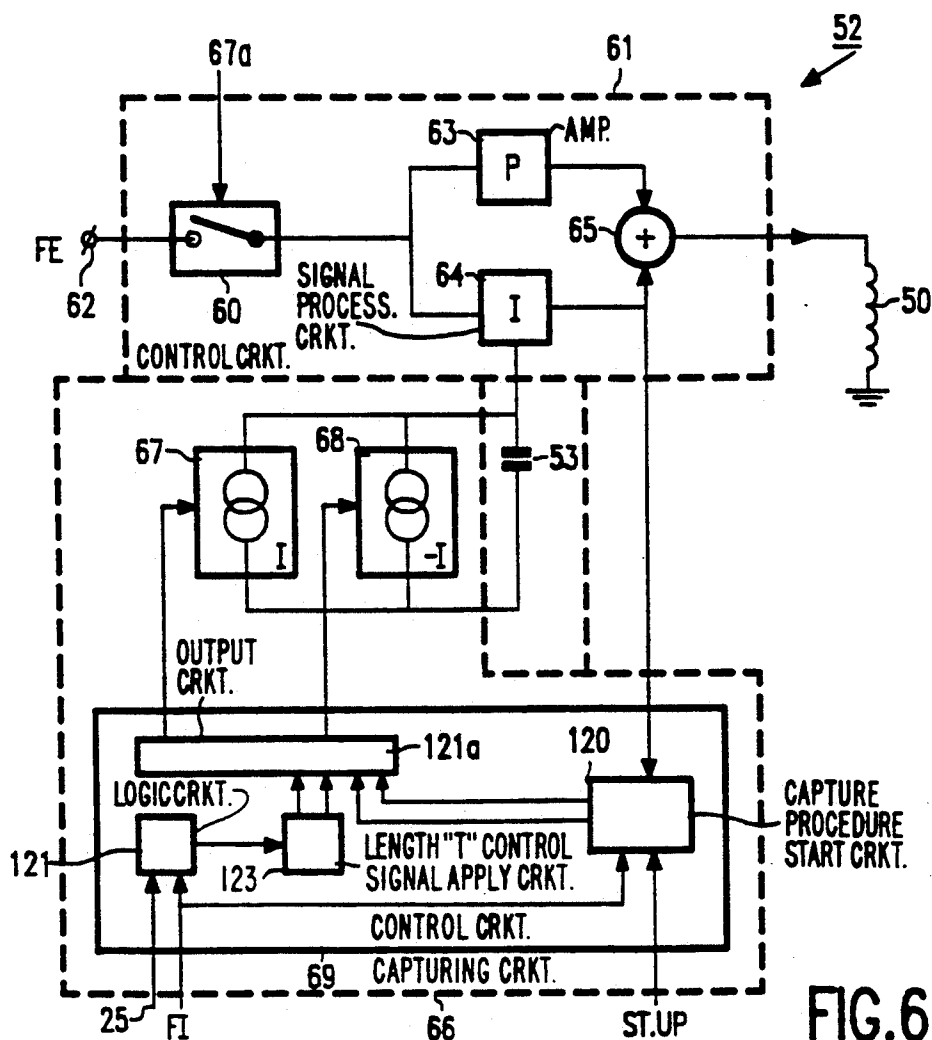 52
67a
61
63
AMP.
P
65
+
FE
62
60
SIGNAL
PROCESS.
CRKT.
64
I
50
CONTROL CRKT.
67
I
68
-I
53
OUTPUT
CRKT.
121a
120
LOGIC CRKT.
CAPTURE
PROCEDURE
START CRKT.
121
123
LENGTH "T" CONTROL
SIGNAL APPLY CRKT.
CONTROL CRKT.
69
CAPTURING CRKT.
25
FI
66
ST.UP
FIG.6